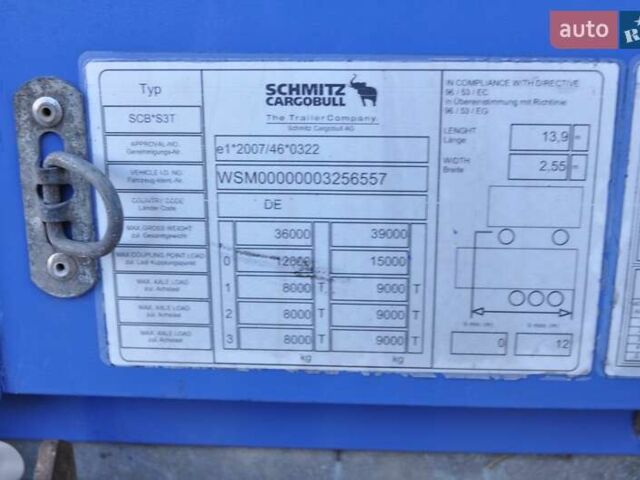 auto
R
Typ
SCB*S3T
APPROVAL-NO.
Genehmigungs-Nr.
VEHICLE I.D. NO.
Fahrzeug-Ident.-Nr.
COUNTRY CODE
Länder-Code
MAX.GROSS WEIGHT
zul. Gesamtgewicht
MAX.COUPLING POINT LOAD
MAX. AXLE LOAD
zul. Achslast
MAX. AXLE LOAD
zul. Achslast
MAX. AXLE LOAD
zul. Achslast
SCHMITZ
CARGOBULL
The Trailer Company.
Schmitz Cargobull AG
e1*2007/46*0322
WSM00000003256557
DE
36000 39000
0 12000 15000
1 8000 T 9000 T
2 8000 T 9000 T
3 8000 T 9000 T
kg kg
IN COMPLIANCE WITH DIRECTIVE
96 / 53 / EC
in Übereinstimmung mit Richtlinie
96 / 53 / EG
LENGHT
Länge 13,9 m
WIDTH
Breite 2,55 m
0 12